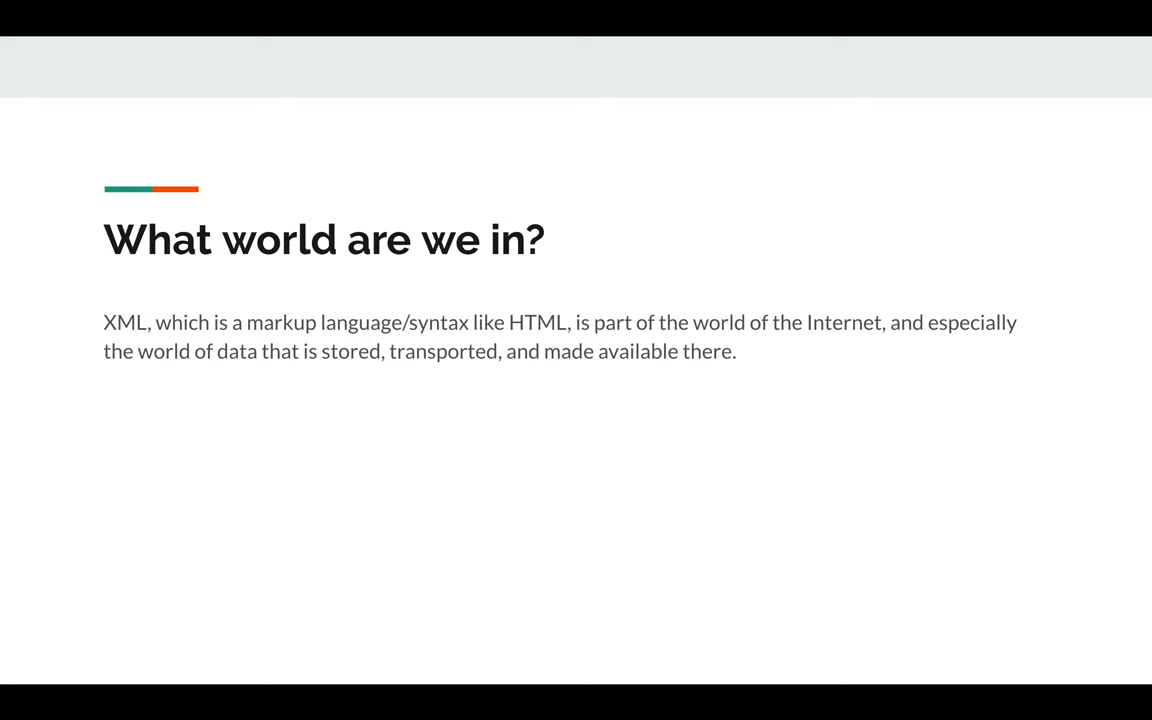 What world are we in?
XML, which is a markup language/syntax like HTML, is part of the world of the Internet, and especially
the world of data that is stored, transported, and made available there.